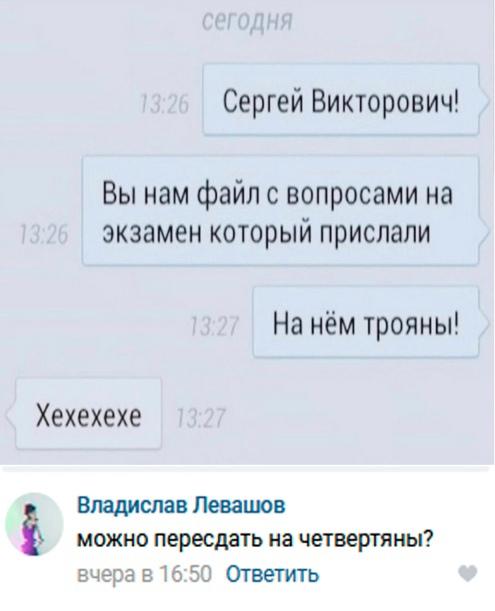 сегодня
13:26 Сергей Викторович!
Вы нам файл с вопросами на
13:26 экзамен который прислали
13:27 На нём трояны!
Хехехехе 13:27
Владислав Левашов
можно пересдать на четвертяны?
вчера в 16:50 Ответить